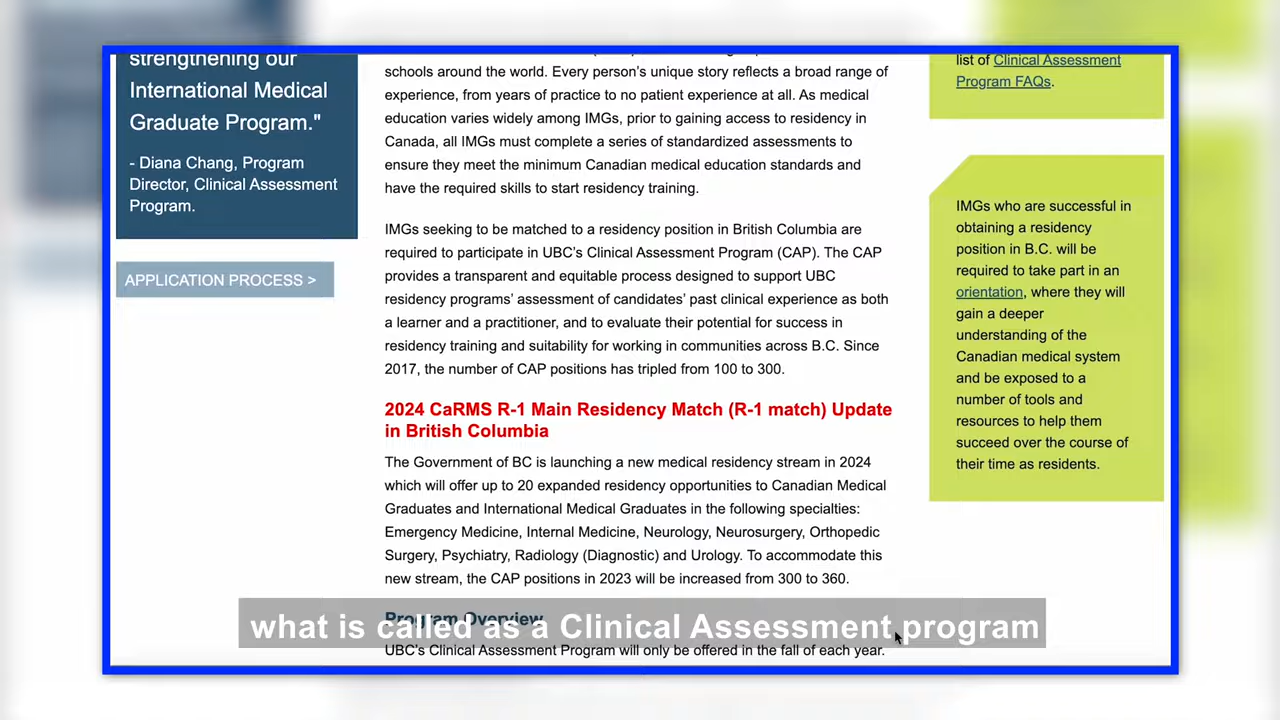 strengthening our
International Medical
Graduate Program."
- Diana Chang, Program
Director, Clinical Assessment
Program.
APPLICATION PROCESS >
schools around the world. Every person's unique story reflects a broad range of
experience, from years of practice to no patient experience at all. As medical
education varies widely among IMGs, prior to gaining access to residency in
Canada, all IMGs must complete a series of standardized assessments to
ensure they meet the minimum Canadian medical education standards and
have the required skills to start residency training.
IMGs seeking to be matched to a residency position in British Columbia are
required to participate in UBC's Clinical Assessment Program (CAP). The CAP
provides a transparent and equitable process designed to support UBC
residency programs' assessment of candidates' past clinical experience as both
a learner and a practitioner, and to evaluate their potential for success in
residency training and suitability for working in communities across B.C. Since
2017, the number of CAP positions has tripled from 100 to 300.
2024 CaRMS R-1 Main Residency Match (R-1 match) Update
in British Columbia
The Government of BC is launching a new medical residency stream in 2024
which will offer up to 20 expanded residency opportunities to Canadian Medical
Graduates and International Medical Graduates in the following specialties:
Emergency Medicine, Internal Medicine, Neurology, Neurosurgery, Orthopedic
Surgery, Psychiatry, Radiology (Diagnostic) and Urology. To accommodate this
new stream, the CAP positions in 2023 will be increased from 300 to 360.
Program Overview
what is called as a Clinical Assessment program
UBC's Clinical Assessment Program will only be offered in the fall of each year.
list of Clinical Assessment
Program FAQs.
IMGs who are successful in
obtaining a residency
position in B.C. will be
required to take part in an
orientation, where they will
gain a deeper
understanding of the
Canadian medical system
and be exposed to a
number of tools and
resources to help them
succeed over the course of
their time as residents.